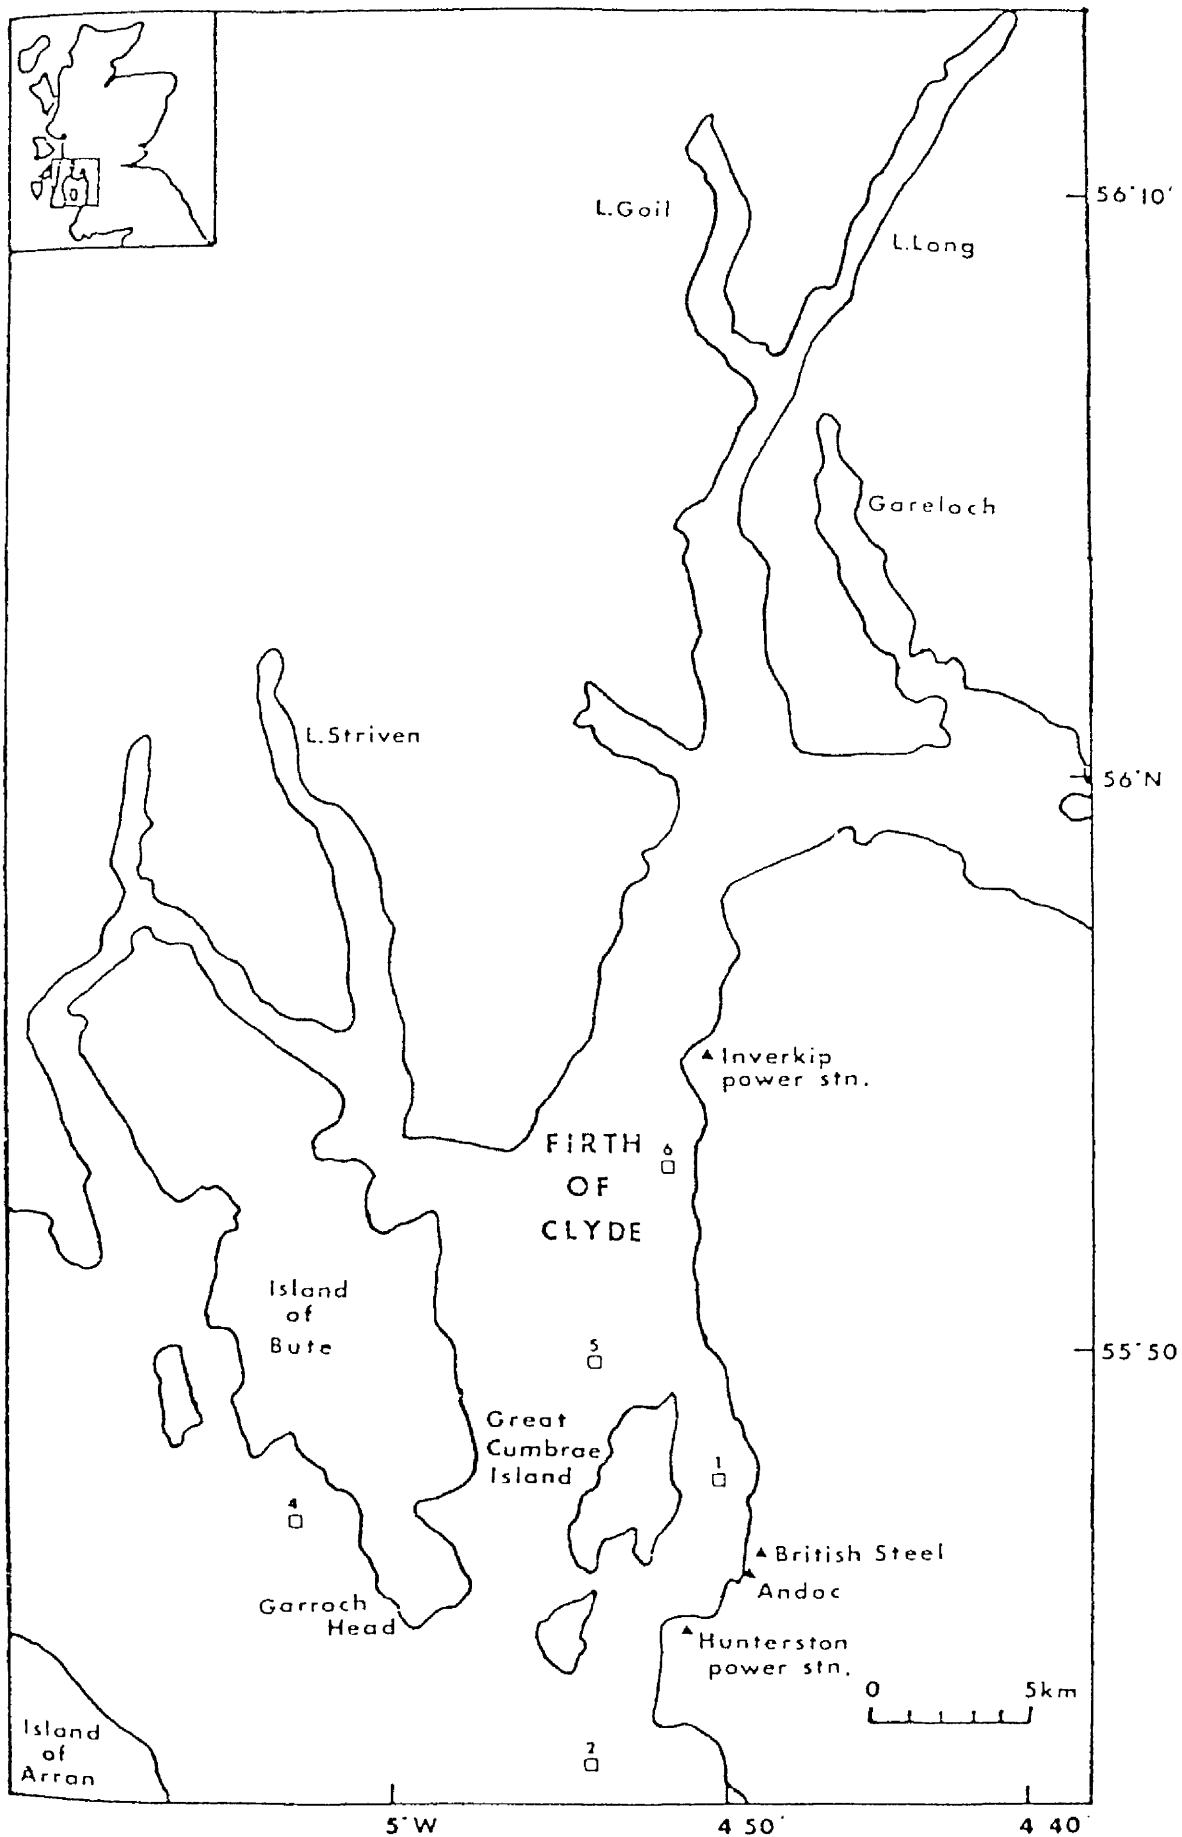 56°10'
L.Goil
L.Long
Gareloch
L.Striven
56°N
Inverkip
power stn.
FIRTH
OF
CLYDE
6
Island
of
Bute
5
55°50
Great
Cumbrae
Island
1
4
British Steel
Andoc
Garroch
Head
Hunterston
power stn.
0 5km
Island
of
Arran
2
5°W
4 50'
4 40'